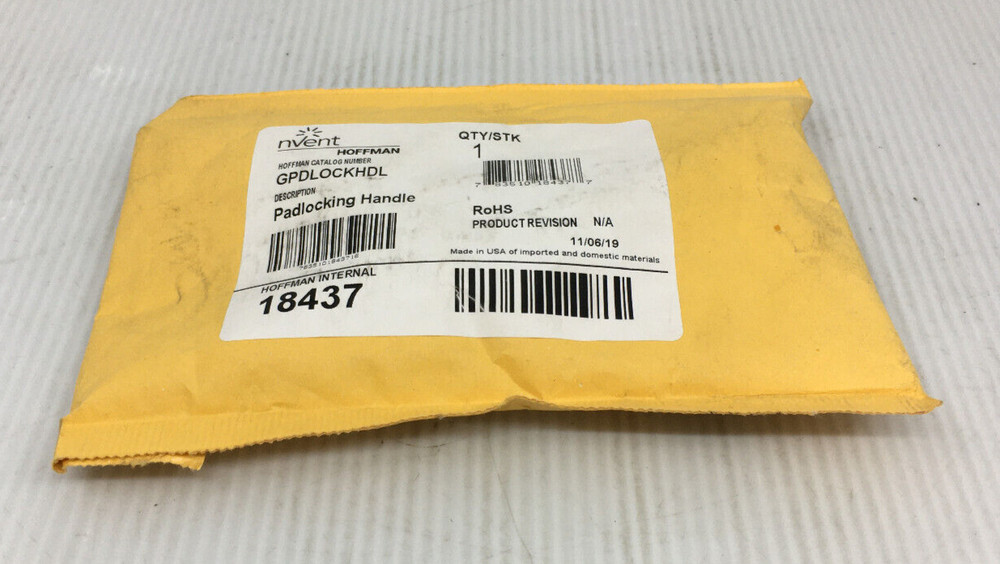 nVent
HOFFMAN
HOFFMAN CATALOG NUMBER
GPDLOCKHDL
DESCRIPTION
Padlocking Handle
HOFFMAN INTERNAL
18437
QTY/STK
1
RoHS
PRODUCT REVISION N/A
11/06/19
Made in USA of imported and domestic materials